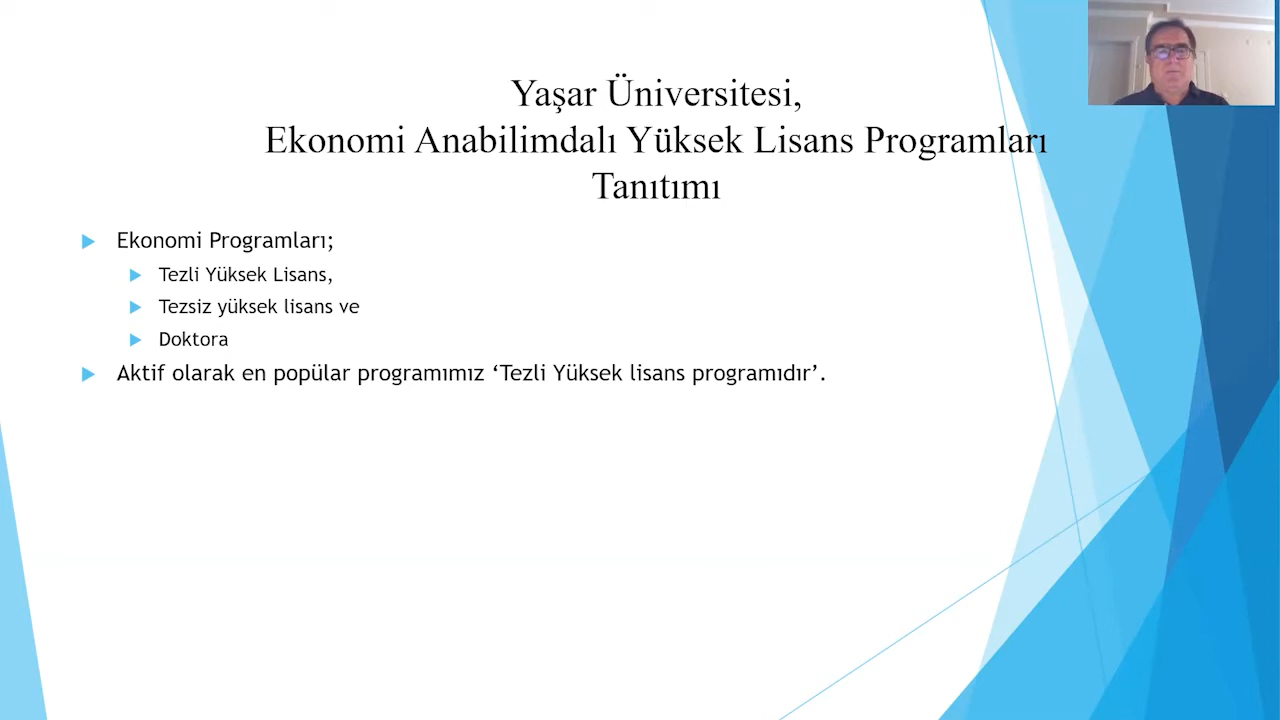 Yaşar Üniversitesi,
Ekonomi Anabilimdalı Yüksek Lisans Programları
Tanıtımı
Ekonomi Programları;
Tezli Yüksek Lisans,
Tezsiz yüksek lisans ve
Doktora
Aktif olarak en popülar programımız ‘Tezli Yüksek lisans programıdır’.